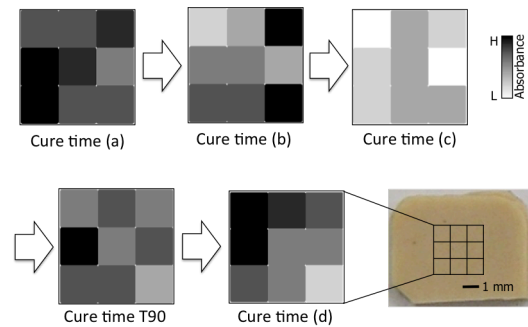 H
L
Absorbance
Cure time (a)
Cure time (b)
Cure time (c)
1 mm
Cure time T90
Cure time (d)